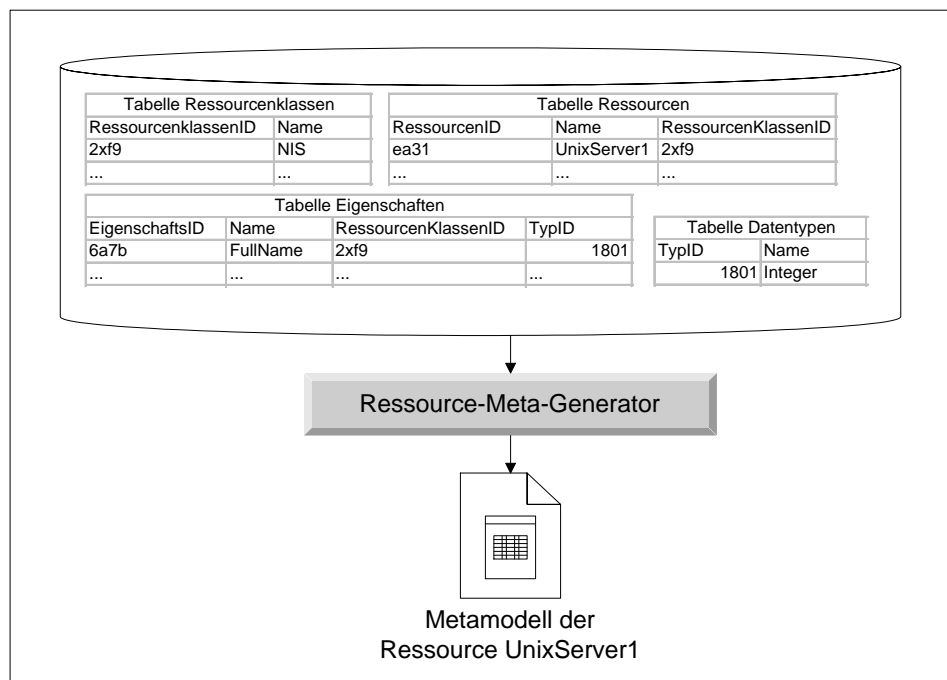 Tabelle Ressourcenklassen
RessourcenklassenID Name
2xf9 NIS
... ...
Tabelle Ressourcen
RessourcenID Name RessourcenKlassenID
ea31 UnixServer1 2xf9
... ... ...
Tabelle Eigenschaften
EigenschaftsID Name RessourcenKlassenID TypID
6a7b FullName 2xf9 1801
... ... ... ...
Tabelle Datentypen
TypID Name
1801 Integer
Ressource-Meta-Generator
Metamodell der
Ressource UnixServer1